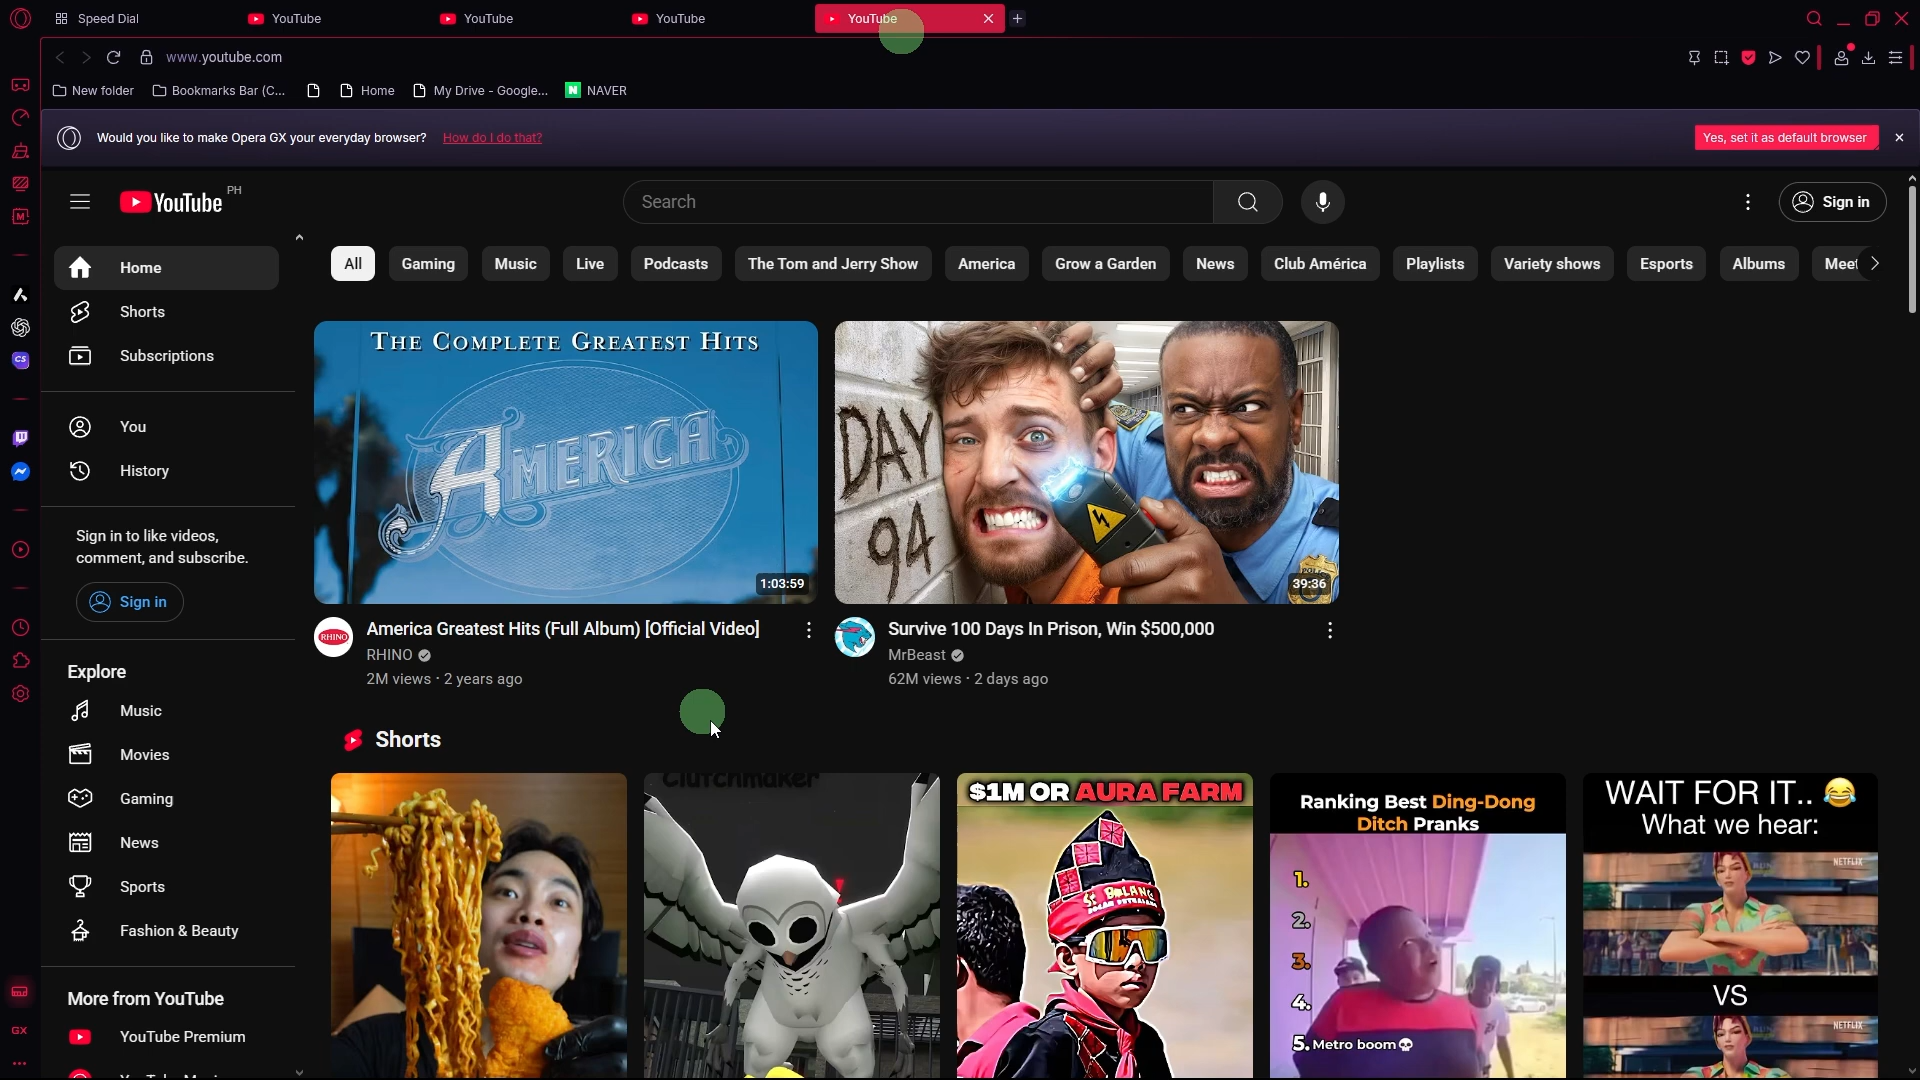 Speed Dial
YouTube
YouTube
YouTube
YouTube
www.youtube.com
New folder
Bookmarks Bar (C...
Home
My Drive - Google...
N NAVER
Would you like to make Opera GX your everyday browser?
How do I do that?
Yes, set it as default browser
YouTube PH
Search
Sign in
Home
Shorts
Subscriptions
You
History
Sign in to like videos,
comment, and subscribe.
Sign in
Explore
Music
Movies
Gaming
News
Sports
Fashion & Beauty
More from YouTube
YouTube Premium
All
Gaming
Music
Live
Podcasts
The Tom and Jerry Show
America
Grow a Garden
News
Club América
Playlists
Variety shows
Esports
Albums
THE COMPLETE GREATEST HITS
AMERICA
1:03:59
RHINO
America Greatest Hits (Full Album) [Official Video]
RHINO
2M views · 2 years ago
DAY
94
39:36
Survive 100 Days In Prison, Win $500,000
MrBeast
62M views · 2 days ago
Shorts
Clutchmaker
$1M OR AURA FARM
Ranking Best Ding-Dong
Ditch Pranks
1.
2.
3.
4.
5. Metro boom💀
WAIT FOR IT.. 😂
What we hear:
NETFLIX
VS
NETFLIX
CS
M
GX